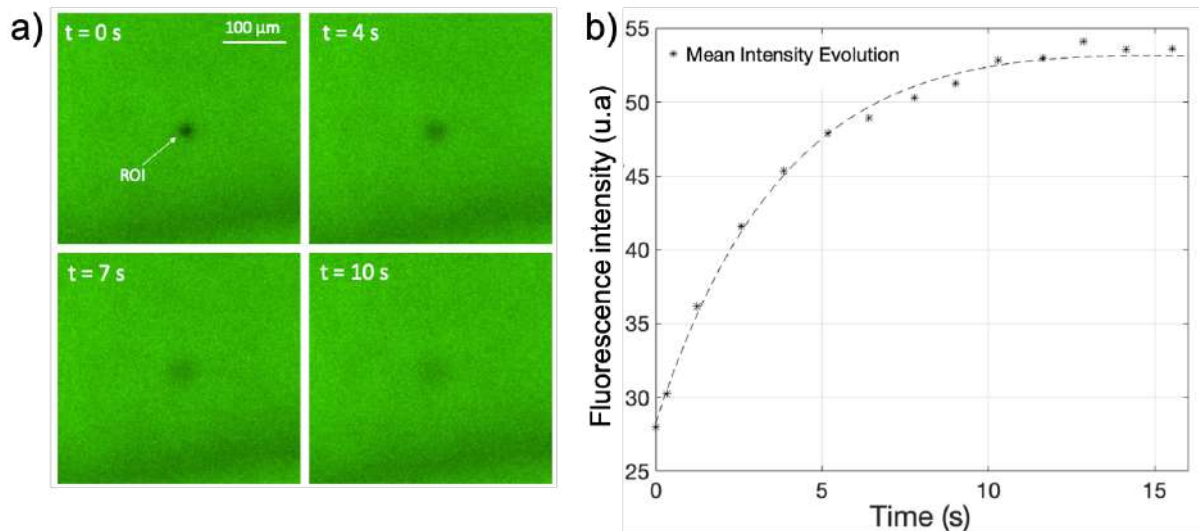 a)
t = 0 s
100 µm
ROI
t = 4 s
t = 7 s
t = 10 s
b)
Mean Intensity Evolution
Fluorescence intensity (u.a)
55
50
45
40
35
30
25
0
5
10
15
Time (s)